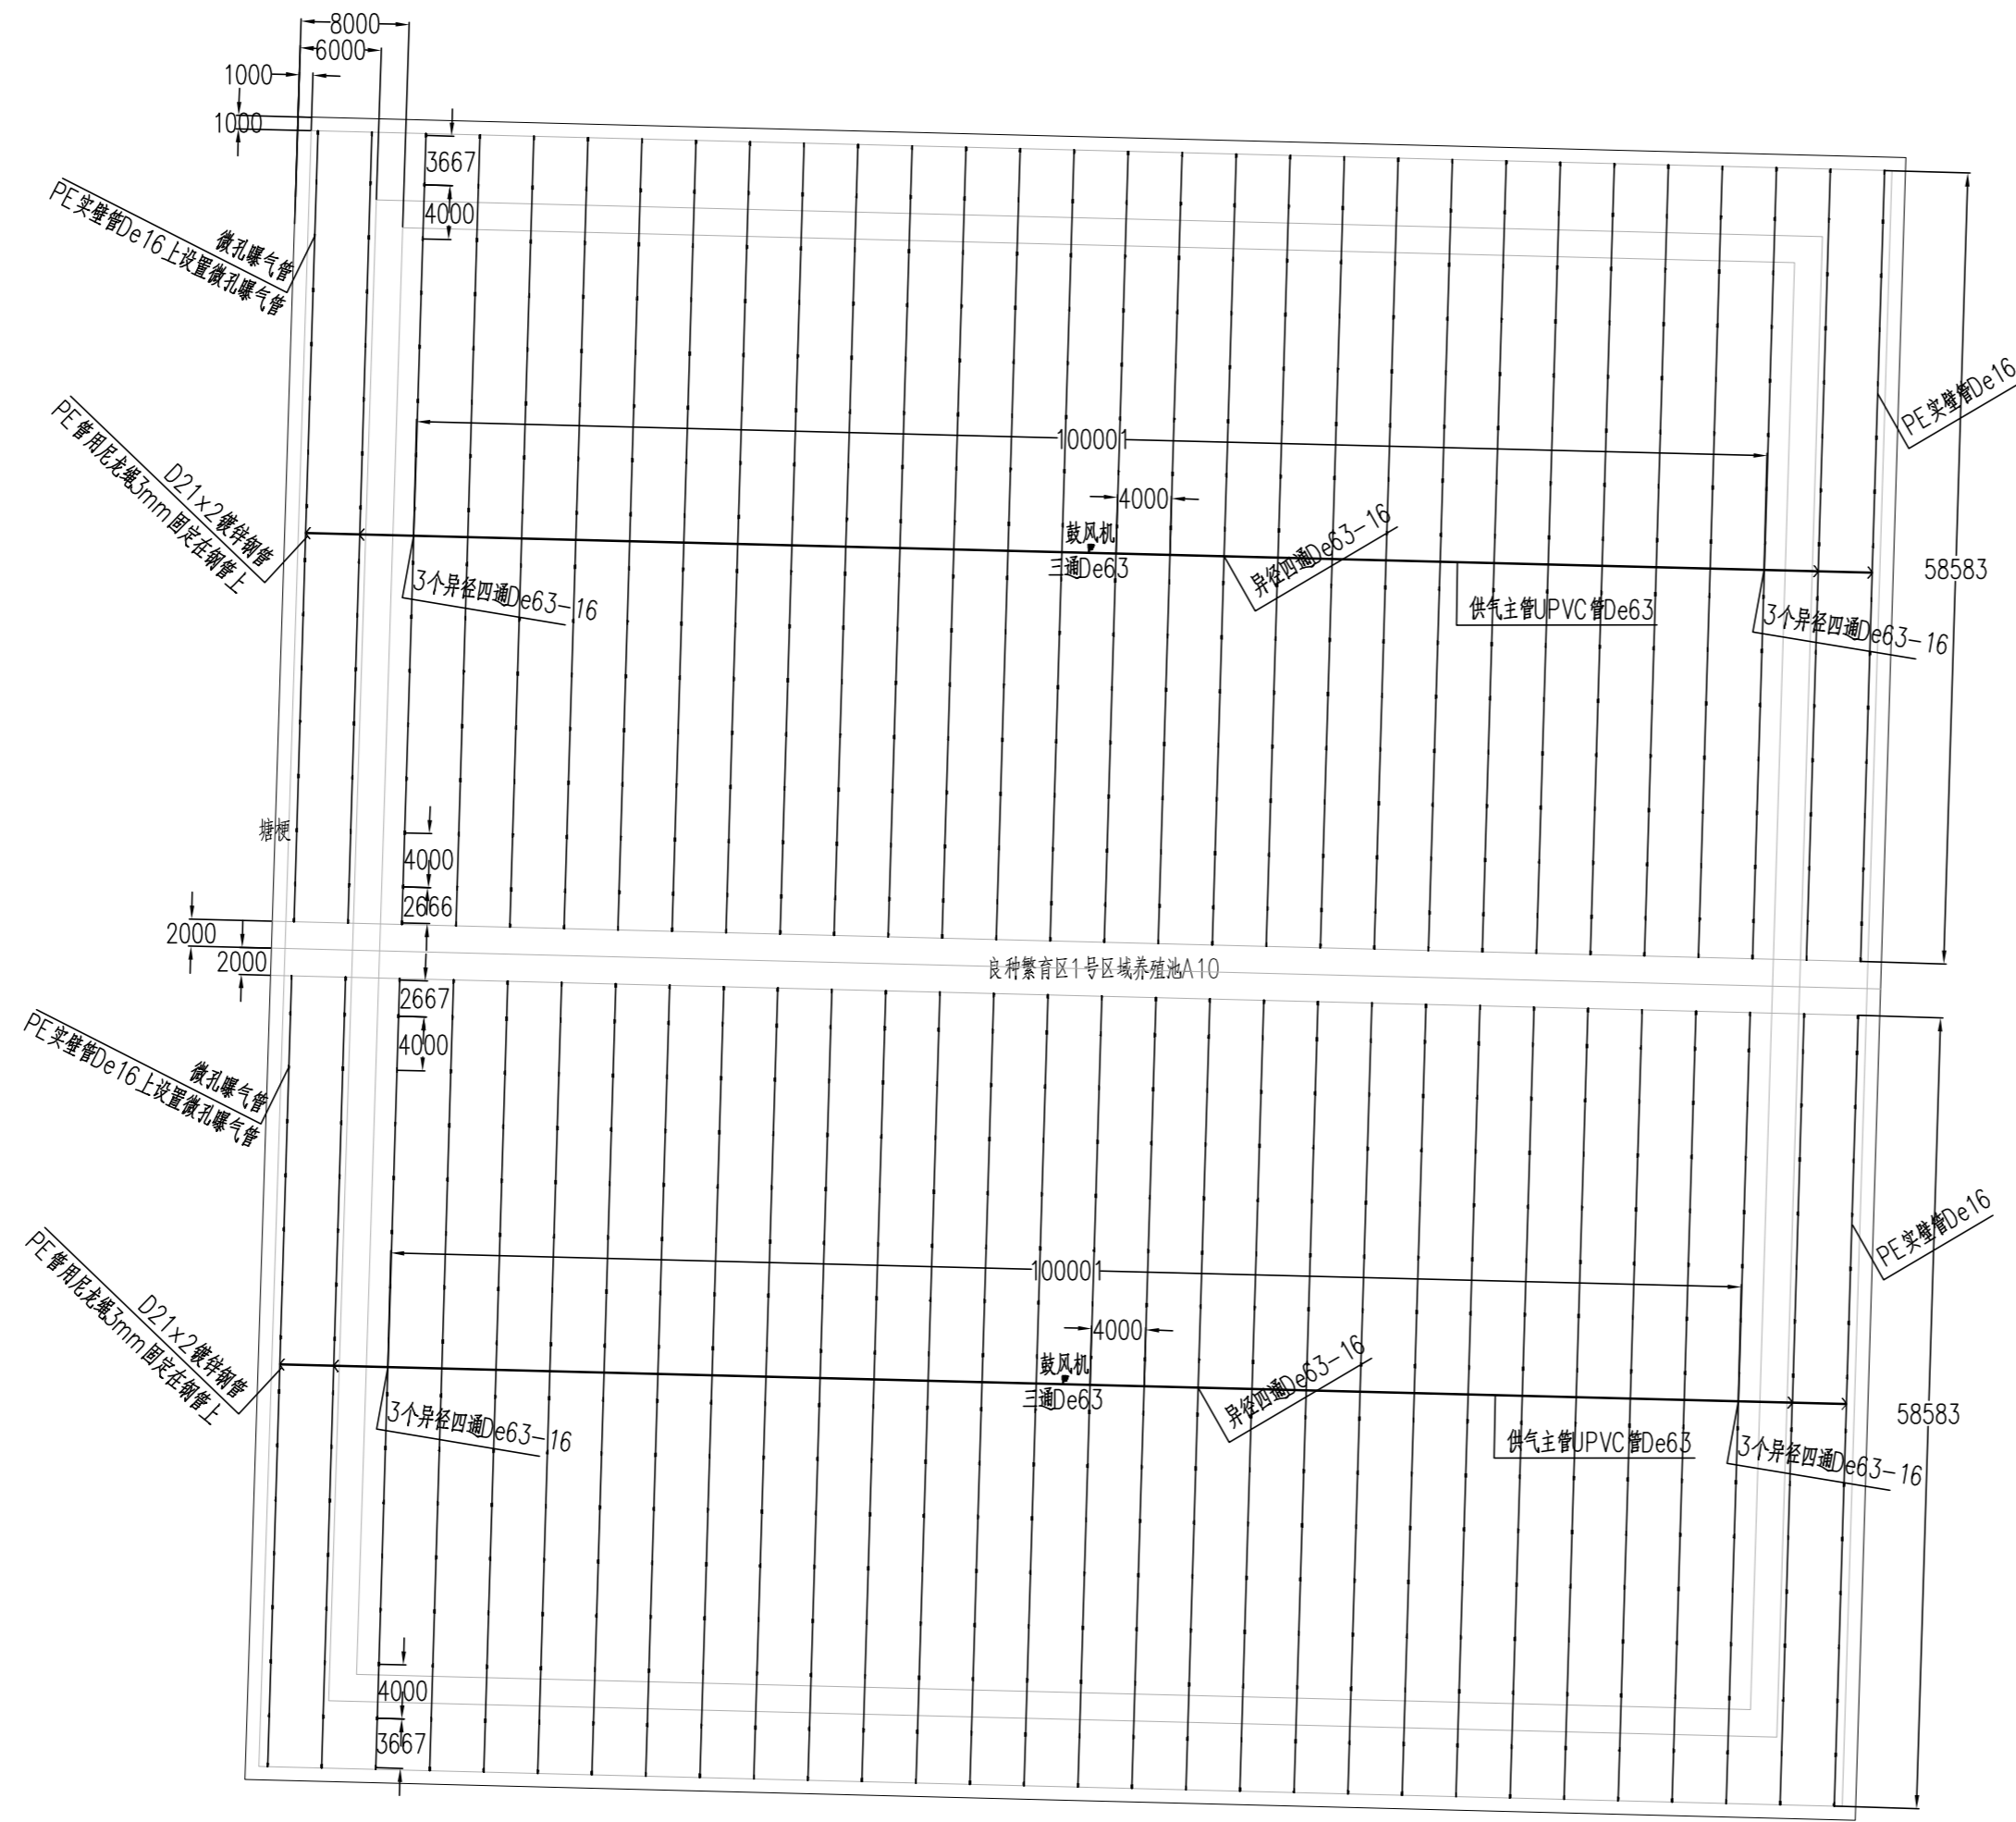 8000
6000
1000
1000
3667
4000
微孔曝气管
PE实壁管De16上设置微孔曝气管
PE实壁管De16
D21×2镀锌钢管
PE管用尼龙绳3mm固定在钢管上
100001
4000
鼓风机
三通De63
异径四通De63-16
供气主管UPVC管De63
3个异径四通De63-16
3个异径四通De63-16
58583
塘梗
4000
2666
2000
2000
良种繁育区1号区域养殖池A10
2667
4000
微孔曝气管
PE实壁管De16上设置微孔曝气管
PE实壁管De16
D21×2镀锌钢管
PE管用尼龙绳3mm固定在钢管上
100001
4000
鼓风机
三通De63
异径四通De63-16
供气主管UPVC管De63
3个异径四通De63-16
3个异径四通De63-16
58583
4000
3667